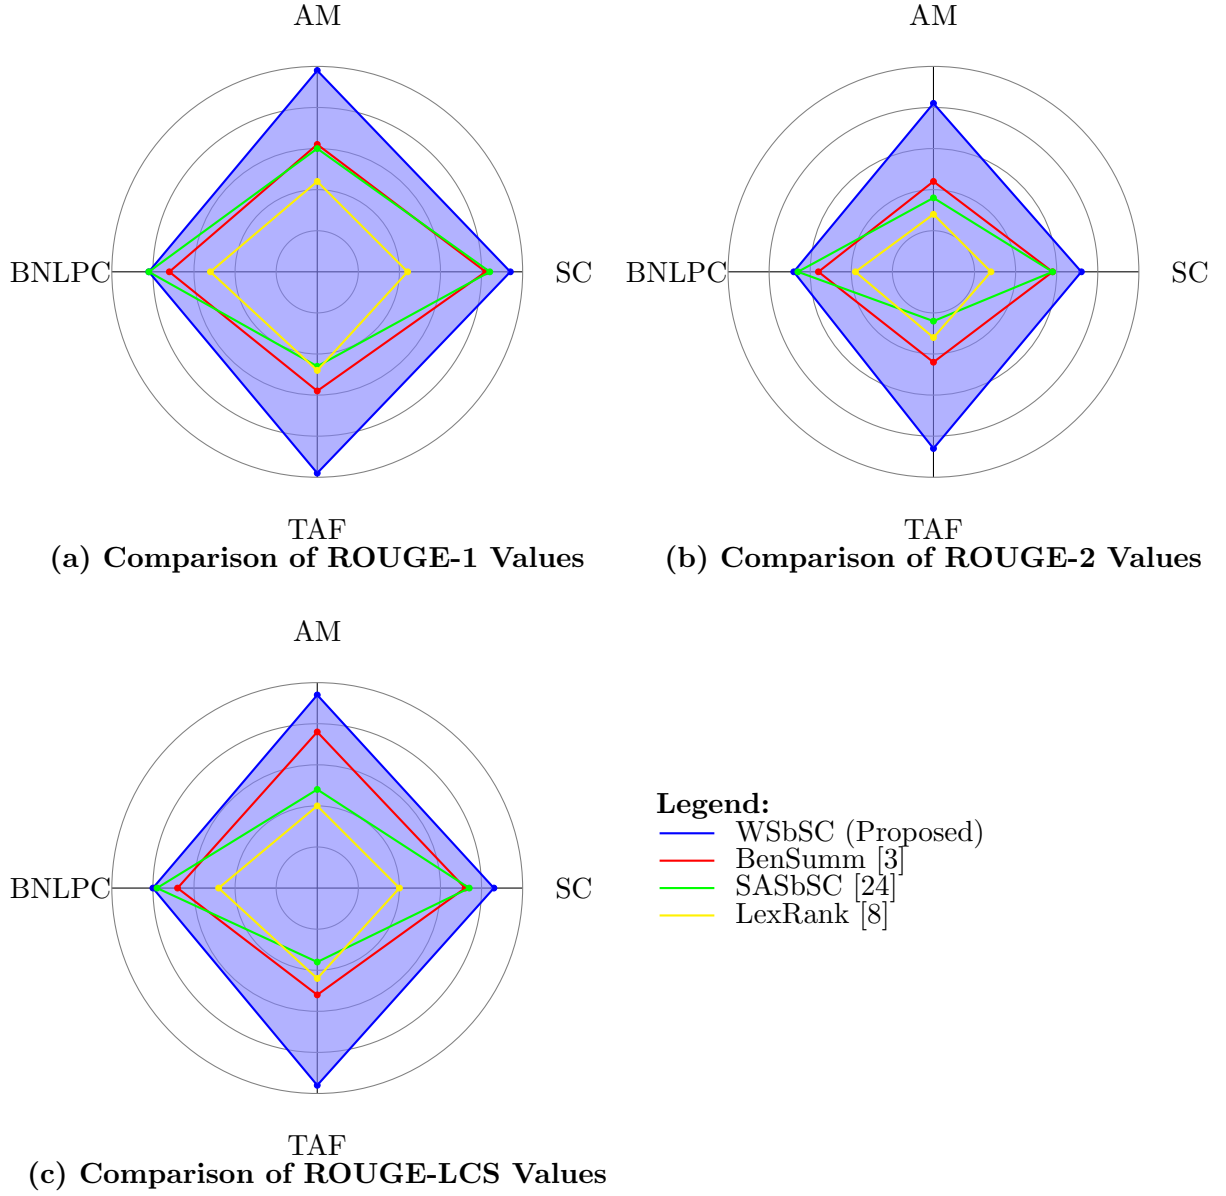 AM
AM
BNLPC
SC
BNLPC
SC
TAF
TAF
(a) Comparison of ROUGE-1 Values
(b) Comparison of ROUGE-2 Values
AM
BNLPC
SC
Legend:
WSbSC (Proposed)
BenSumm [3]
SASbSC [24]
LexRank [8]
TAF
(c) Comparison of ROUGE-LCS Values